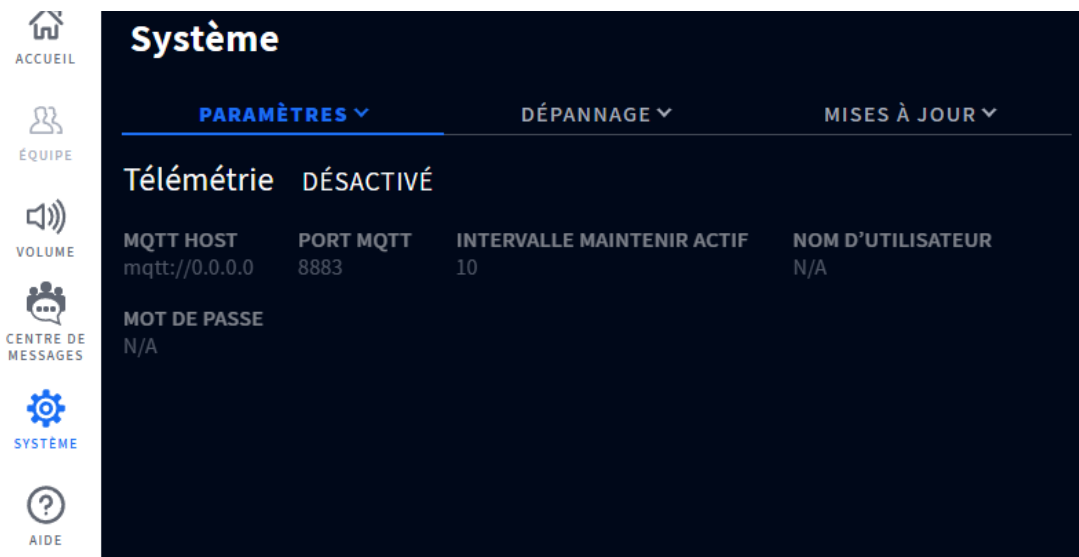 ACCUEIL
ÉQUIPE
VOLUME
CENTRE DE
MESSAGES
SYSTÈME
AIDE
Système
PARAMÈTRES
DÉPANNAGE
MISES À JOUR
Télémétrie DÉSACTIVÉ
MQTT HOST PORT MQTT INTERVALLE MAINTENIR ACTIF NOM D’UTILISATEUR
mqtt://0.0.0.0 8883 10 N/A
MOT DE PASSE
N/A